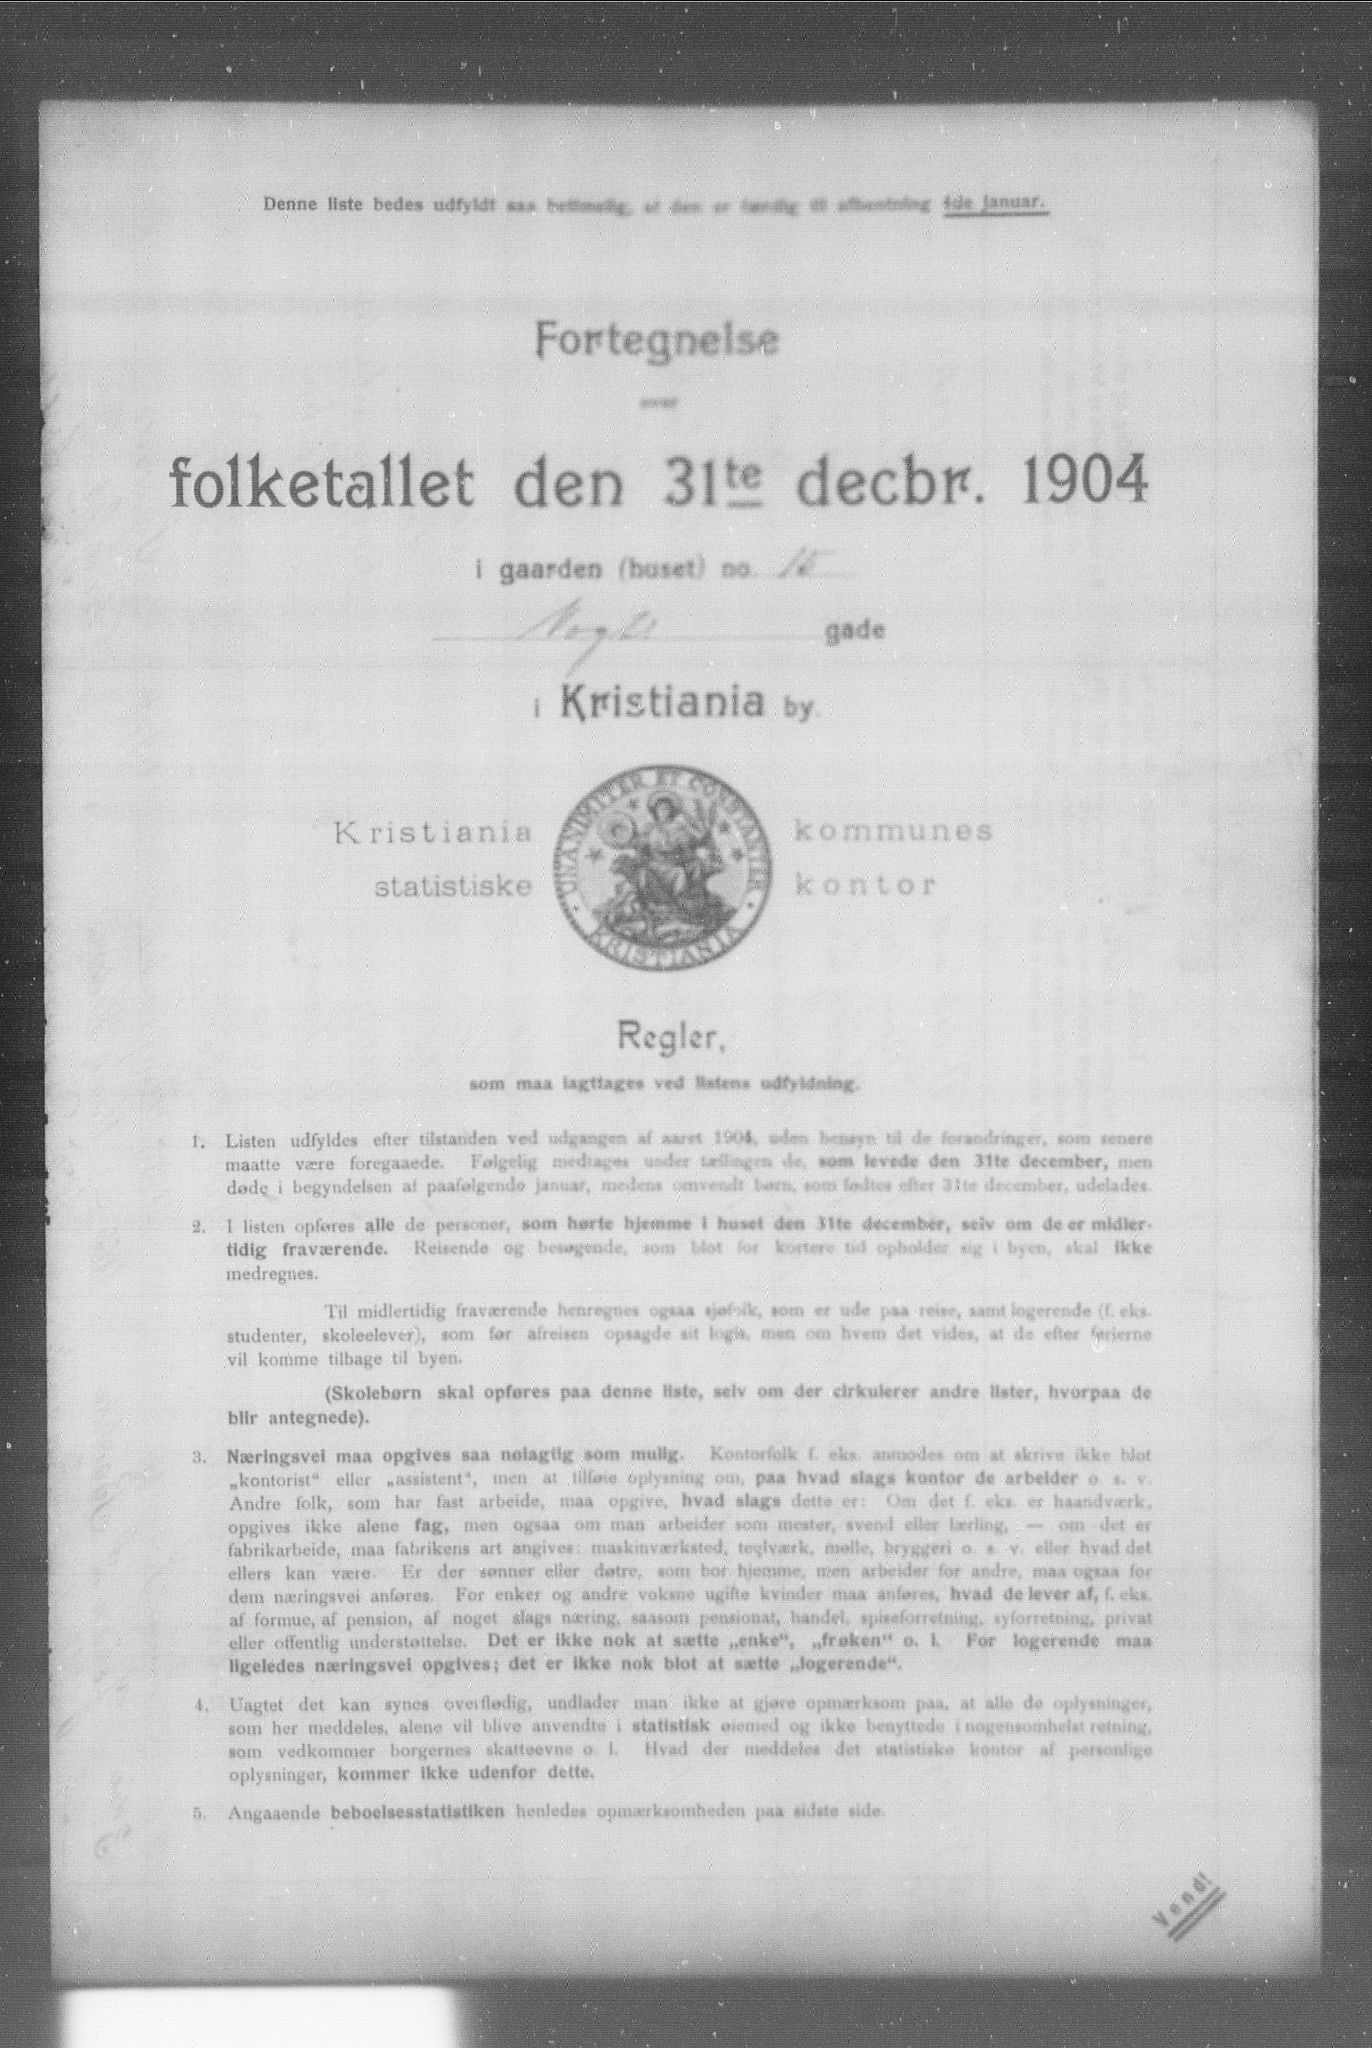 Denne liste bedes udfyldt saa betimelig, at den er færdig til afhentning 4de januar.
Fortegnelse
over
folketallet den 31te decbr. 1904
i gaarden (huset) no. 15
gade
i Kristiania by.
Kristiania kommunes
statistiske kontor
UNANIMITER ET CONSTANTER
KRISTIANIA
Regler,
som maa iagttages ved listens udfyldning.
1. Listen udfyldes efter tilstanden ved udgangen af aaret 1904, uden hensyn til de forandringer, som senere
maatte være foregaaede. Følgelig medtages under tællingen de, som levede den 31te december, men
døde i begyndelsen af paafølgende januar, medens omvendt børn, som fødtes efter 31te december, udelades.
2. I listen opføres alle de personer, som hørte hjemme i huset den 31te december, selv om de er midler-
tidig fraværende. Reisende og besøgende, som blot for kortere tid opholder sig i byen, skal ikke
medregnes.
Til midlertidig fraværende henregnes ogsaa sjøfolk, som er ude paa reise, samt logerende (f. eks.
studenter, skoleelever), som før afreisen opsagde sit logis, men om hvem det vides, at de efter ferierne
vil komme tilbage til byen.
(Skolebørn skal opføres paa denne liste, selv om der cirkulerer andre lister, hvorpaa de
blir antegnede).
3. Næringsvei maa opgives saa nøiagtig som mulig. Kontorfolk f. eks. anmodes om at skrive ikke blot
„kontorist“ eller „assistent“, men at tilføie oplysning om, paa hvad slags kontor de arbeider o. s. v.
Andre folk, som har fast arbeide, maa opgive, hvad slags dette er: Om det f. eks. er haandværk,
opgives ikke alene fag, men ogsaa om man arbeider som mester, svend eller lærling, — om det er
fabrikarbeide, maa fabrikens art angives: maskinværksted, teglværk, mølle, bryggeri o. s. v. eller hvad det
ellers kan være. Er der sønner eller døtre, som bor hjemme, men arbeider for andre, maa ogsaa for
dem næringsvei anføres. For enker og andre voksne ugifte kvinder maa anføres, hvad de lever af, f. eks.
af formue, af pension, af noget slags næring, saasom pensionat, handel, spiseforretning, syforretning, privat
eller offentlig understøttelse. Det er ikke nok at sætte „enke“, „frøken“ o. l. For logerende maa
ligeledes næringsvei opgives; det er ikke nok blot at sætte „logerende“.
4. Uagtet det kan synes overflødig, undlader man ikke at gjøre opmærksom paa, at alle de oplysninger,
som her meddeles, alene vil blive anvendte i statistisk øiemed og ikke benyttede i nogensomhelst retning,
som vedkommer borgernes skatteevne o. l. Hvad der meddeles det statistiske kontor af personlige
oplysninger, kommer ikke udenfor dette.
5. Angaaende beboelsesstatistiken henledes opmærksomheden paa sidste side.
Vend!